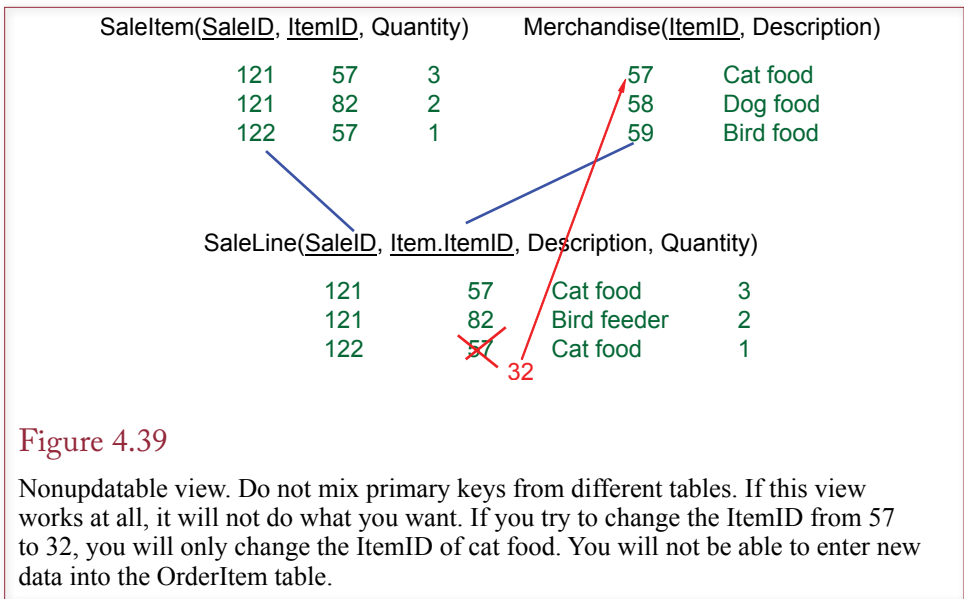 SaleItem(SaleID, ItemID, Quantity) Merchandise(ItemID, Description)
121 57 3 57 Cat food
121 82 2 58 Dog food
122 57 1 59 Bird food
SaleLine(SaleID, Item.ItemID, Description, Quantity)
121 57 Cat food 3
121 82 Bird feeder 2
122 57 Cat food 1
32
Figure 4.39
Nonupdatable view. Do not mix primary keys from different tables. If this view
works at all, it will not do what you want. If you try to change the ItemID from 57
to 32, you will only change the ItemID of cat food. You will not be able to enter new
data into the OrderItem table.